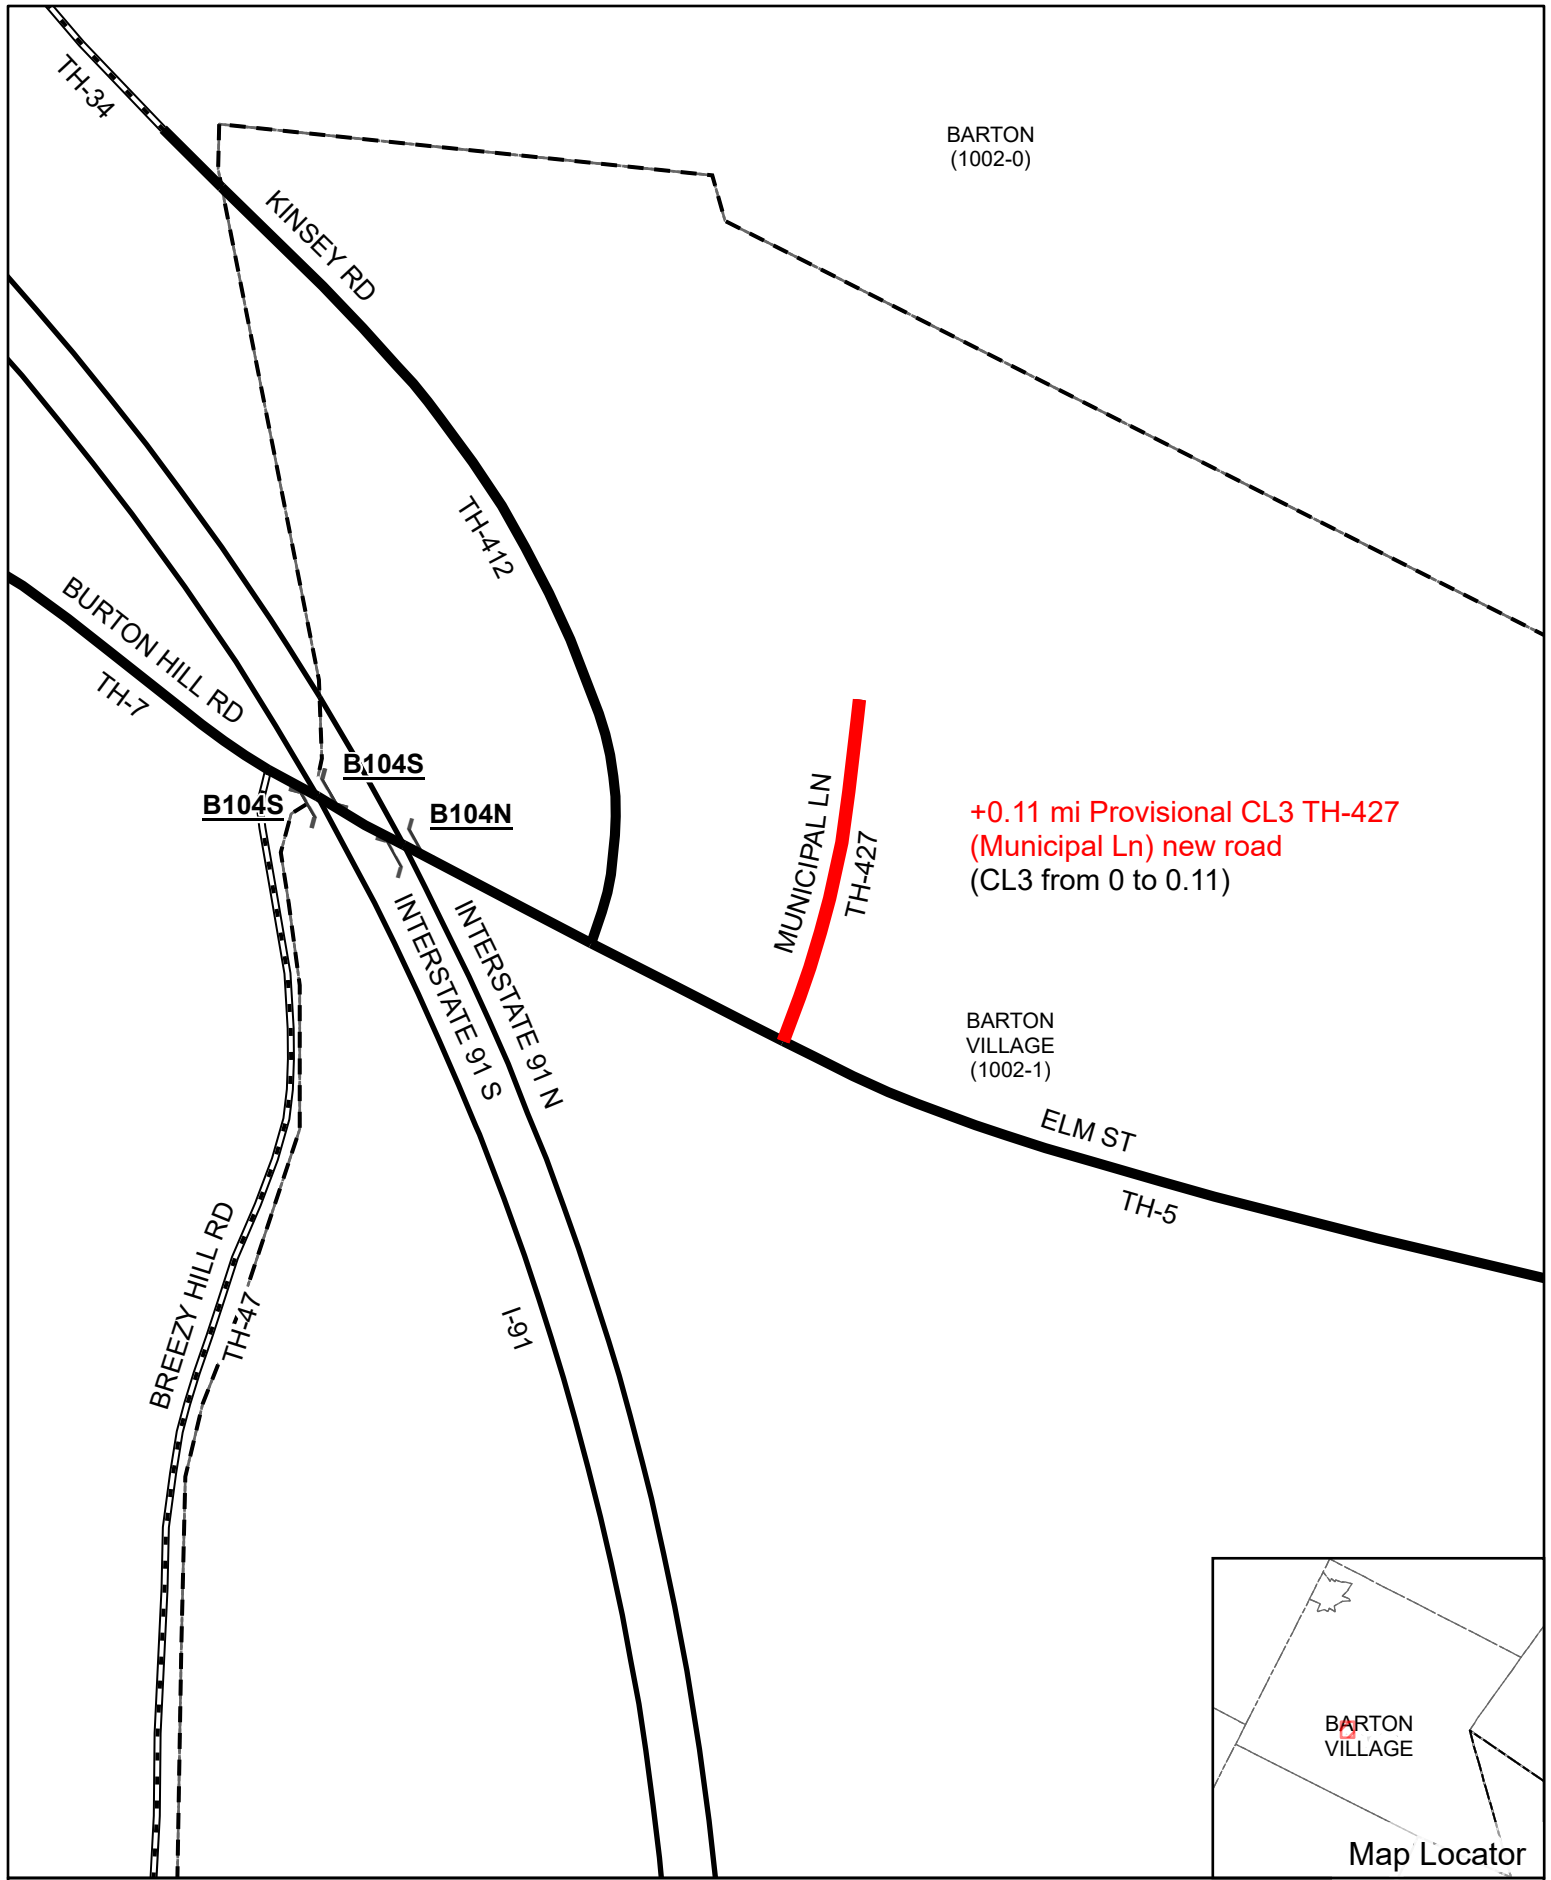 TH-34
BARTON
(1002-0)
KINSEY RD
TH-412
BURTON HILL RD
TH-7
B104S
B104S
B104N
MUNICIPAL LN
TH-427
+0.11 mi Provisional CL3 TH-427
(Municipal Ln) new road
(CL3 from 0 to 0.11)
INTERSTATE 91 S
INTERSTATE 91 N
BARTON
VILLAGE
(1002-1)
ELM ST
TH-5
BREEZY HILL RD
TH-47
I-91
BARTON
VILLAGE
Map Locator